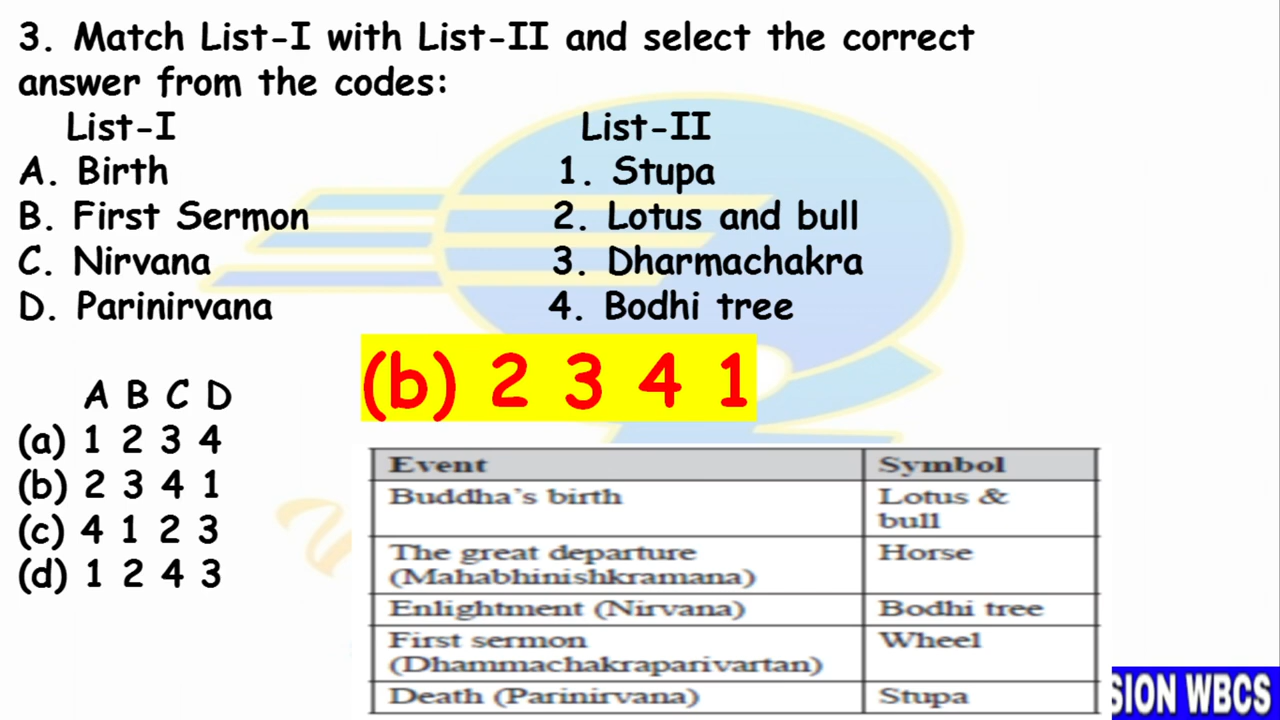 3. Match List-I with List-II and select the correct
answer from the codes:
List-I List-II
A. Birth 1. Stupa
B. First Sermon 2. Lotus and bull
C. Nirvana 3. Dharmachakra
D. Parinirvana 4. Bodhi tree
(b) 2 3 4 1
A B C D
(a) 1 2 3 4
(b) 2 3 4 1
(c) 4 1 2 3
(d) 1 2 4 3
Event Symbol
Buddha's birth Lotus &
bull
The great departure Horse
(Mahabhinishkramana)
Enlightment (Nirvana) Bodhi tree
First sermon Wheel
(Dhammachakraparivartan)
Death (Parinirvana) Stupa
SION WBCS